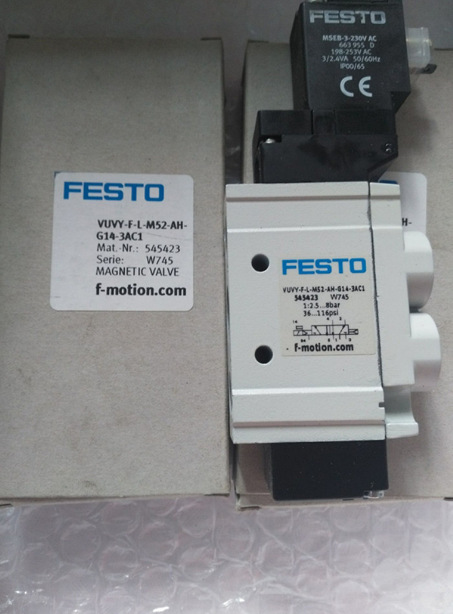 FESTO
MSEB-3-230V AC
663 955 D
198-253V AC
3/2.4VA 50/60Hz
IP00/65
CE
FESTO
VUVY-F-L-M52-AH-
G14-3AC1
Mat.-Nr.: 545423
Serie: W745
MAGNETIC VALVE
f-motion.com
FESTO
VUVY-F-L-M52-AH-G14-3AC1
545423 W745
1:2.5...8bar
36...116psi
f-motion.com
H-